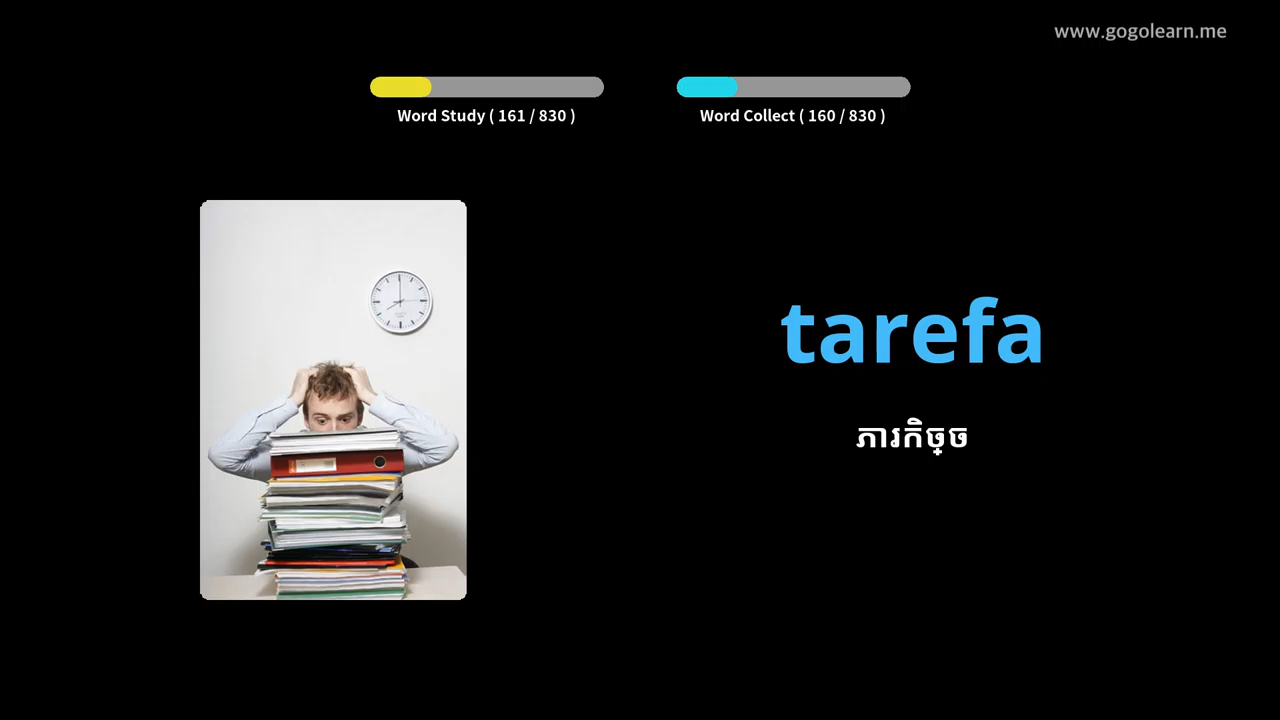 www.gogolearn.me
Word Study ( 161 / 830 )
Word Collect ( 160 / 830 )
tarefa
ភារកិច្ច